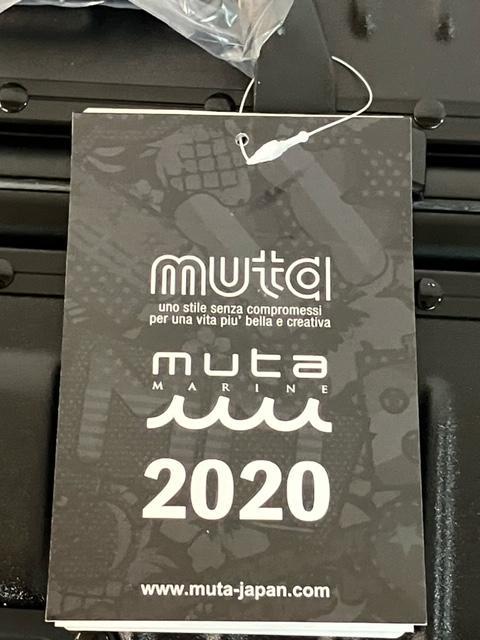 muta
uno stile senza compromessi
per una vita piu' bella e creativa
muta
MARINE
2020
www.muta-japan.com